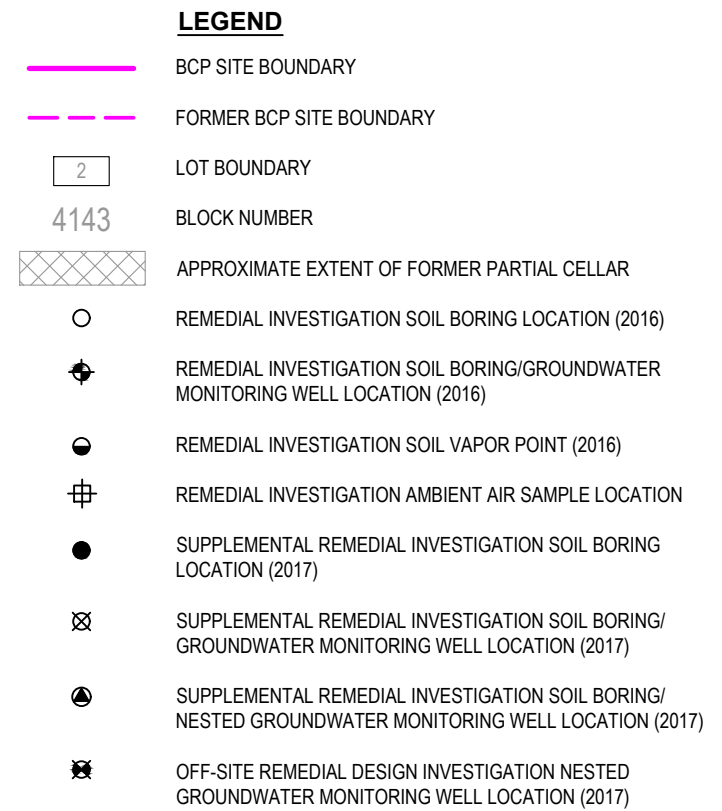 LEGEND
BCP SITE BOUNDARY
FORMER BCP SITE BOUNDARY
2 LOT BOUNDARY
4143 BLOCK NUMBER
APPROXIMATE EXTENT OF FORMER PARTIAL CELLAR
REMEDIAL INVESTIGATION SOIL BORING LOCATION (2016)
REMEDIAL INVESTIGATION SOIL BORING/GROUNDWATER
MONITORING WELL LOCATION (2016)
REMEDIAL INVESTIGATION SOIL VAPOR POINT (2016)
REMEDIAL INVESTIGATION AMBIENT AIR SAMPLE LOCATION
SUPPLEMENTAL REMEDIAL INVESTIGATION SOIL BORING
LOCATION (2017)
SUPPLEMENTAL REMEDIAL INVESTIGATION SOIL BORING/
GROUNDWATER MONITORING WELL LOCATION (2017)
SUPPLEMENTAL REMEDIAL INVESTIGATION SOIL BORING/
NESTED GROUNDWATER MONITORING WELL LOCATION (2017)
OFF-SITE REMEDIAL DESIGN INVESTIGATION NESTED
GROUNDWATER MONITORING WELL LOCATION (2017)